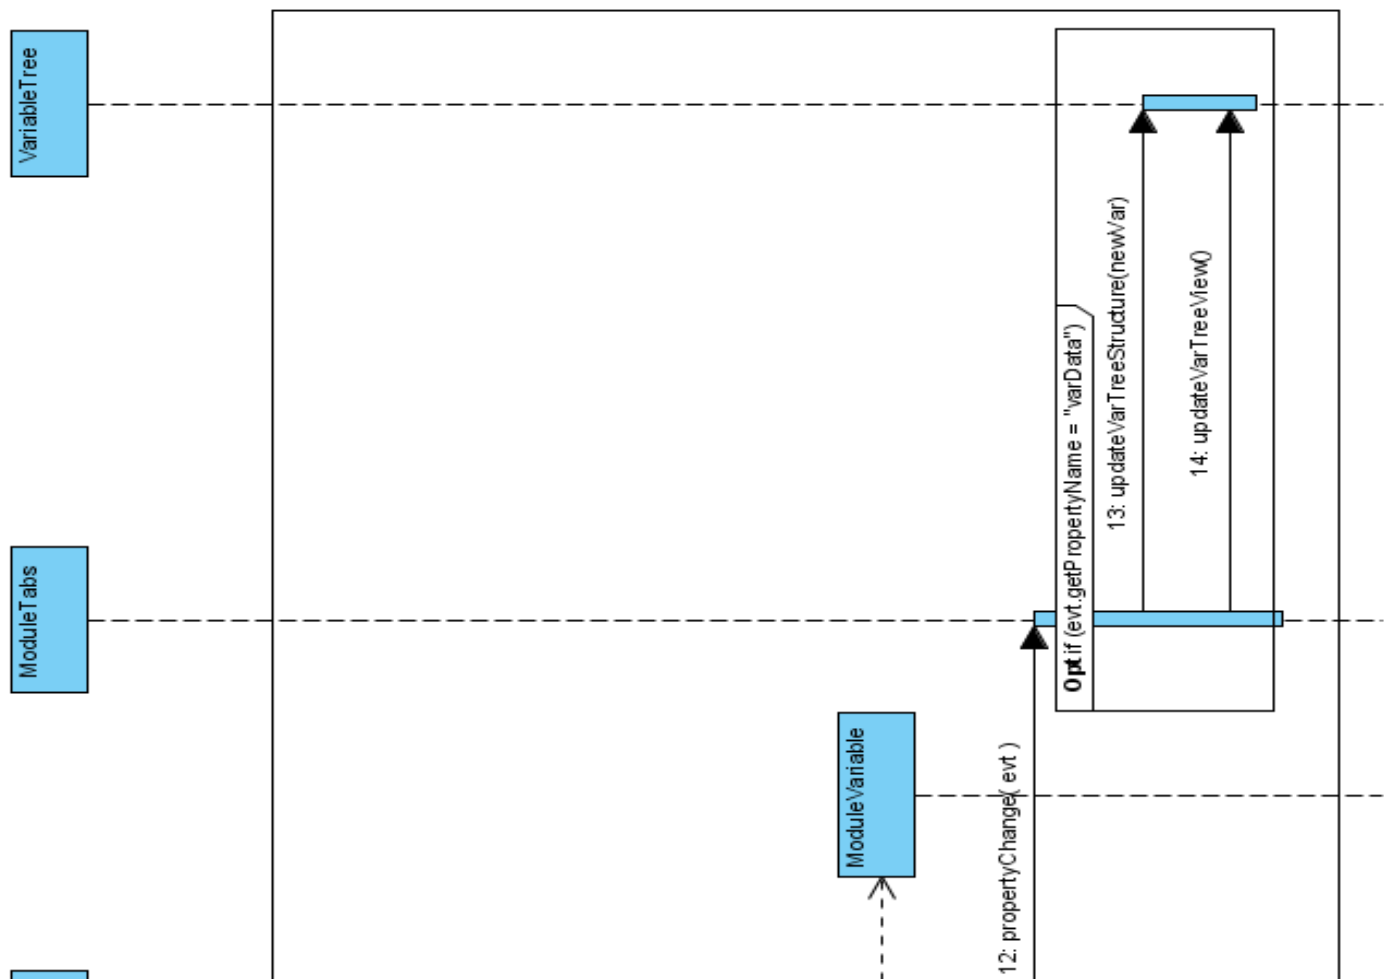 VariableTree
ModuleTabs
ModuleVariable
12: propertyChange( evt )
Opt if (evt.getPropertyName = "varData")
13: updateVarTreeStructure(newVar)
14: updateVarTreeView()